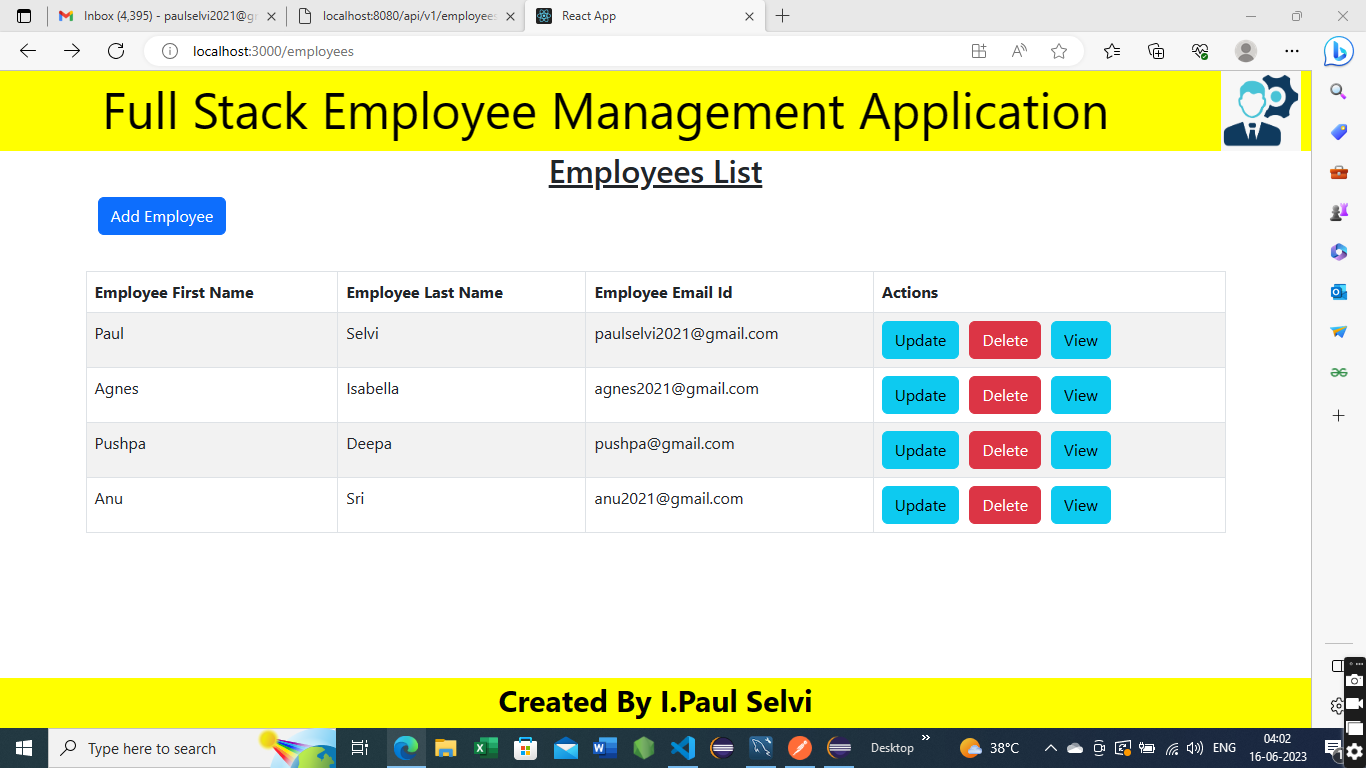 Inbox (4,395) - paulselvi2021@g
localhost:8080/api/v1/employees
React App
localhost:3000/employees
Full Stack Employee Management Application
Employees List
Add Employee
Employee First Name Employee Last Name Employee Email Id Actions
Paul Selvi paulselvi2021@gmail.com Update Delete View
Agnes Isabella agnes2021@gmail.com Update Delete View
Pushpa Deepa pushpa@gmail.com Update Delete View
Anu Sri anu2021@gmail.com Update Delete View
Created By I.Paul Selvi
Type here to search
Desktop
38°C
ENG
04:02
16-06-2023